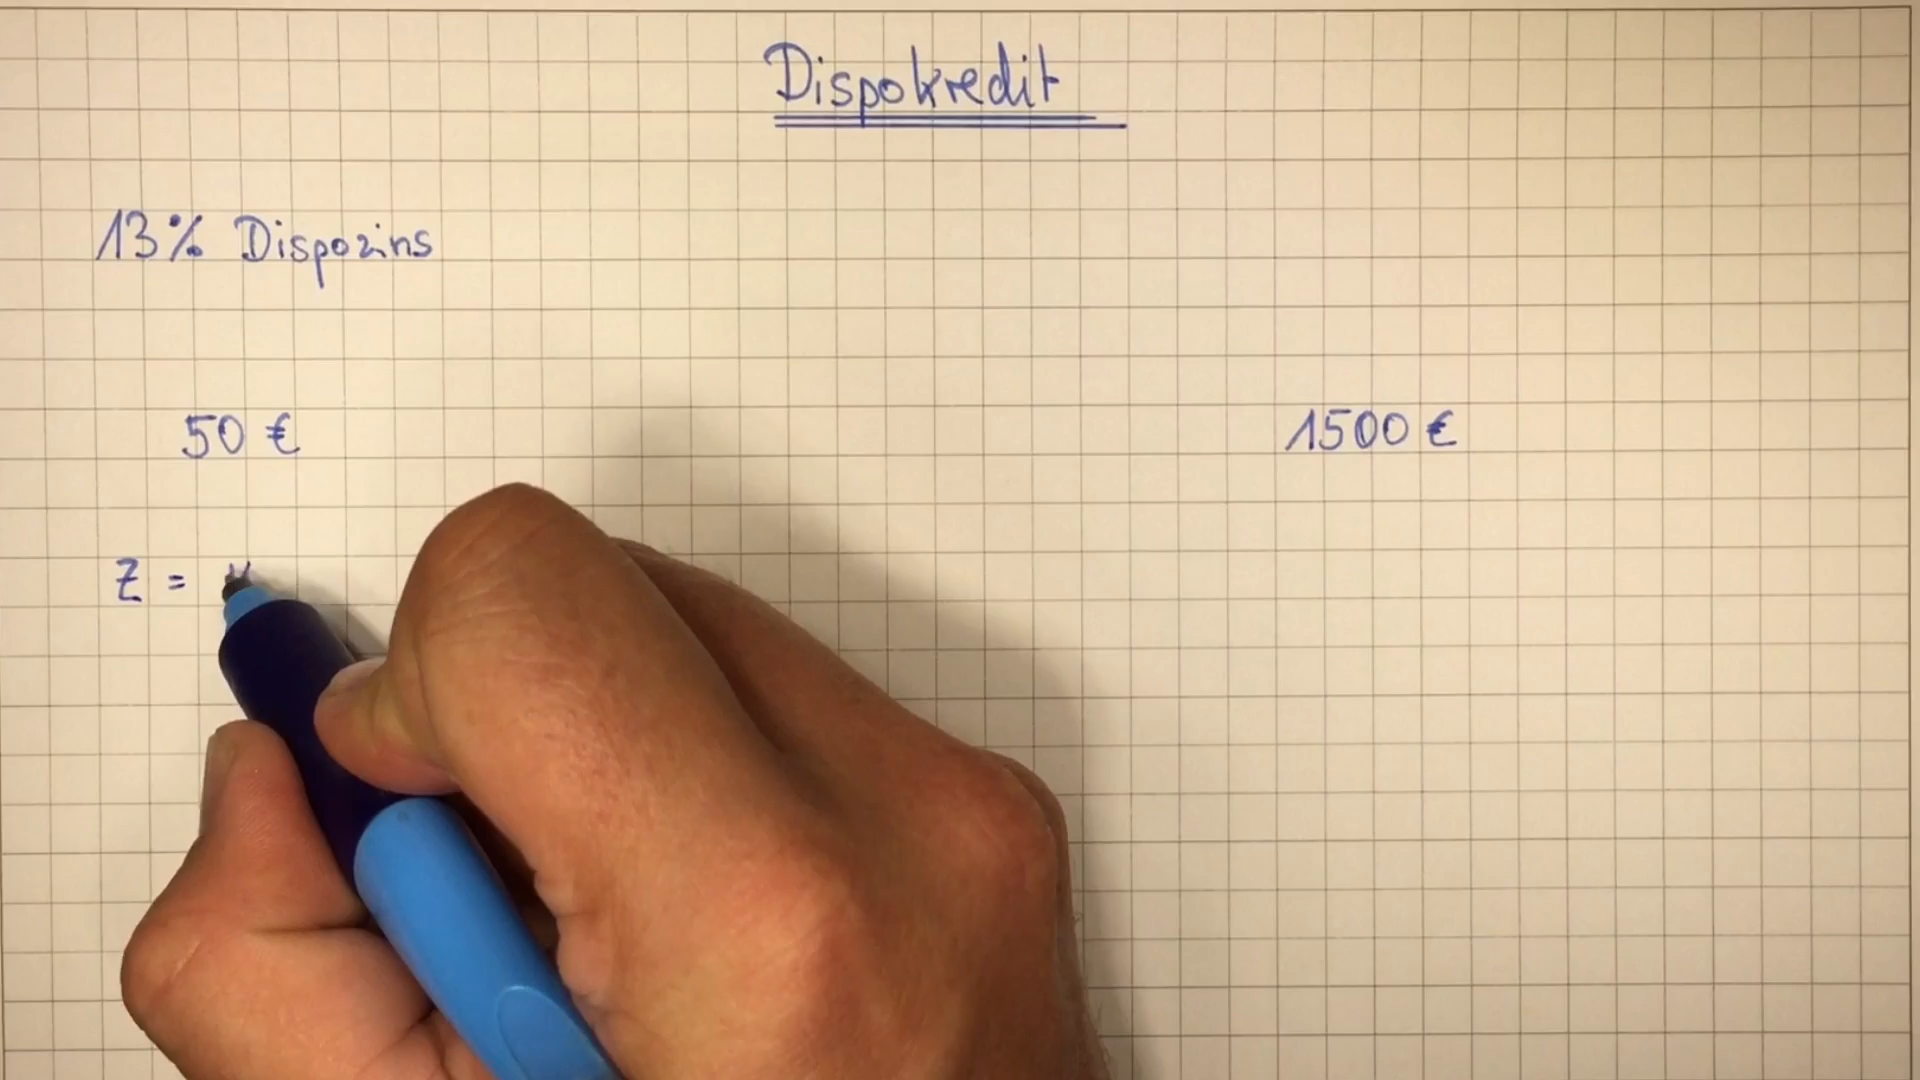 Dispokredit
13% Dispozins
50 € 1500 €
Z =